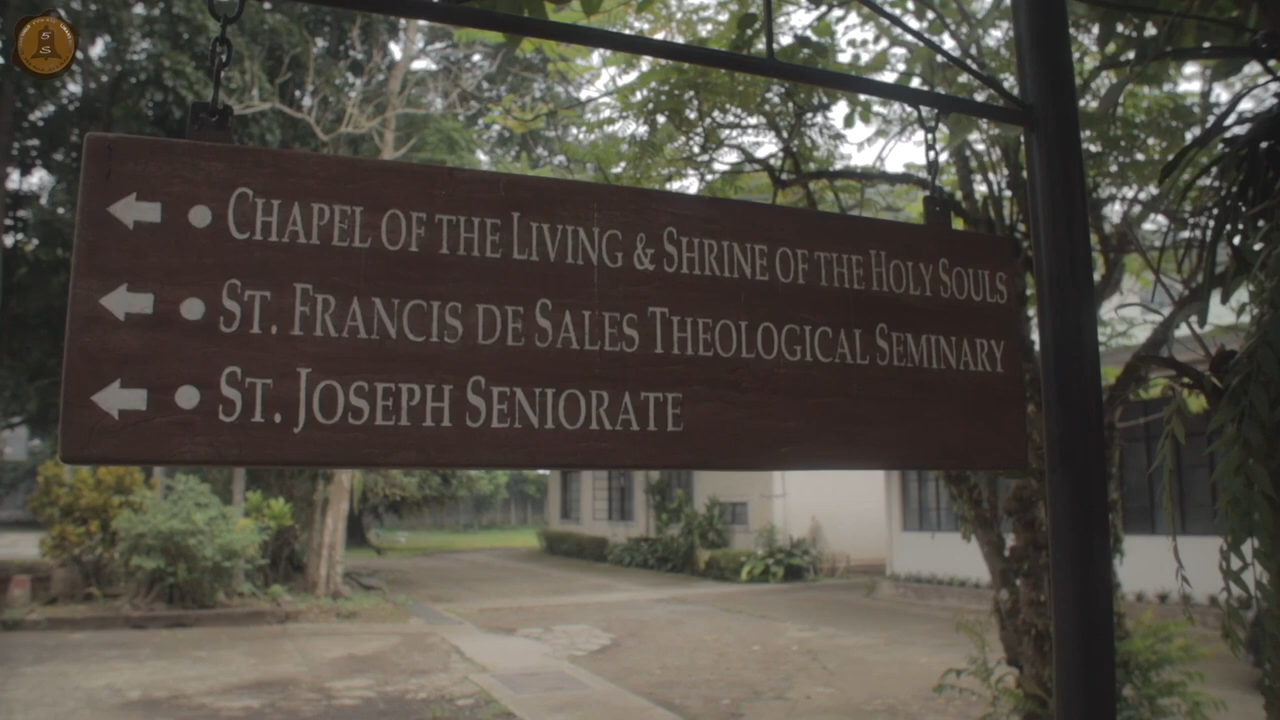 CHAPEL OF THE LIVING & SHRINE OF THE HOLY SOULS
ST. FRANCIS DE SALES THEOLOGICAL SEMINARY
ST. JOSEPH SENIORATE